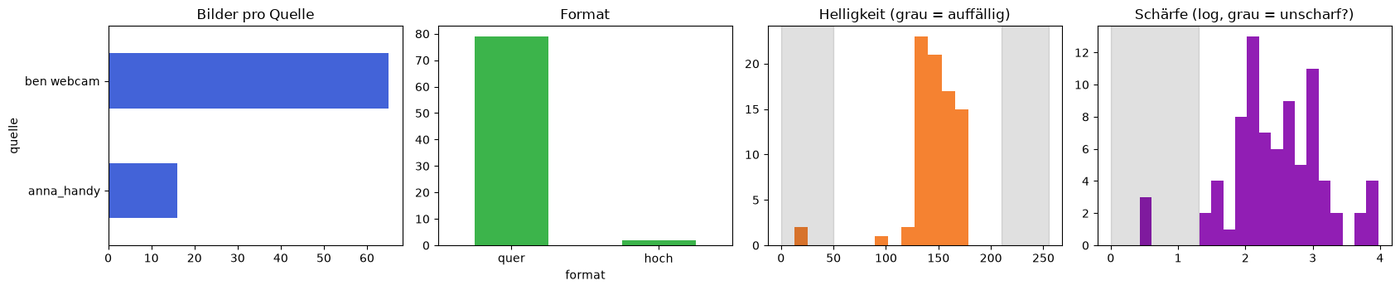 Bilder pro Quelle
quelle
ben webcam
anna_handy
0 10 20 30 40 50 60
Format
80
70
60
50
40
30
20
10
0
quer hoch
format
Helligkeit (grau = auffällig)
20
15
10
5
0
0 50 100 150 200 250
Schärfe (log, grau = unscharf?)
12
10
8
6
4
2
0
0 1 2 3 4